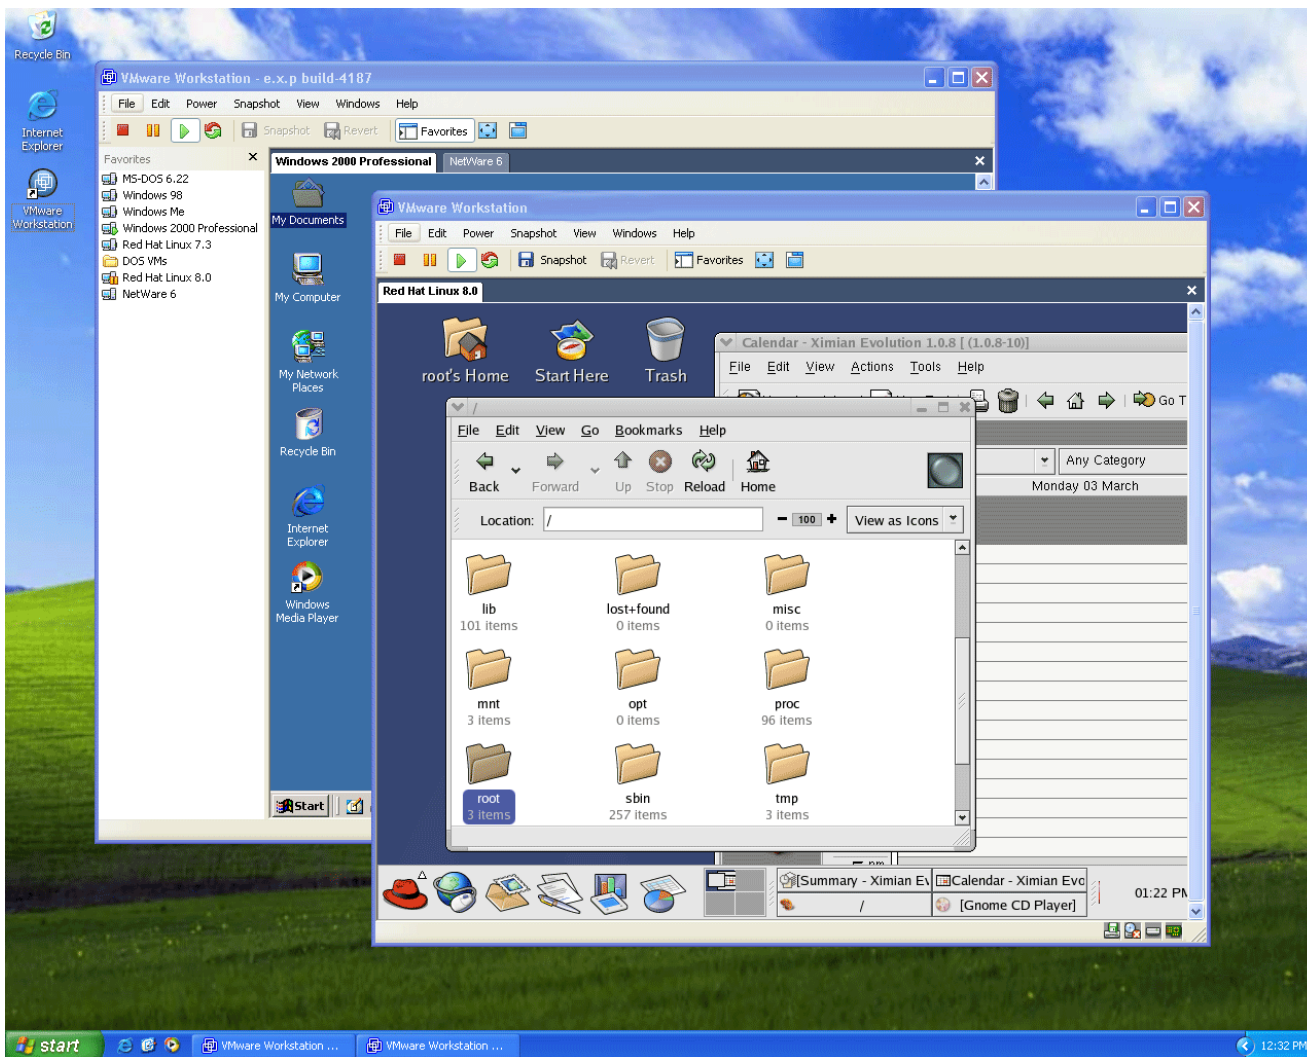 Recycle Bin
Internet
Explorer
VMware
Workstation
VMware Workstation - e.x.p build-4187
File Edit Power Snapshot View Windows Help
Snapshot Revert Favorites
Favorites
MS-DOS 6.22
Windows 98
Windows Me
Windows 2000 Professional
Red Hat Linux 7.3
DOS VMs
Red Hat Linux 8.0
NetWare 6
Windows 2000 Professional NetWare 6
My Documents
My Computer
My Network
Places
Recycle Bin
Internet
Explorer
Windows
Media Player
Start
VMware Workstation
File Edit Power Snapshot View Windows Help
Snapshot Revert Favorites
Red Hat Linux 8.0
root's Home Start Here Trash
Calendar - Ximian Evolution 1.0.8 [ (1.0.8-10)]
File Edit View Actions Tools Help
Go T
Any Category
Monday 03 March
/
File Edit View Go Bookmarks Help
Back Forward Up Stop Reload Home
Location: / 100 View as Icons
lib lost+found misc
101 items 0 items 0 items
mnt opt proc
3 items 0 items 96 items
root sbin tmp
3 items 257 items 3 items
[Summary - Ximian Ev Calendar - Ximian Evo
/ [Gnome CD Player]
01:22 PM
start VMware Workstation ... VMware Workstation ... 12:32 PM